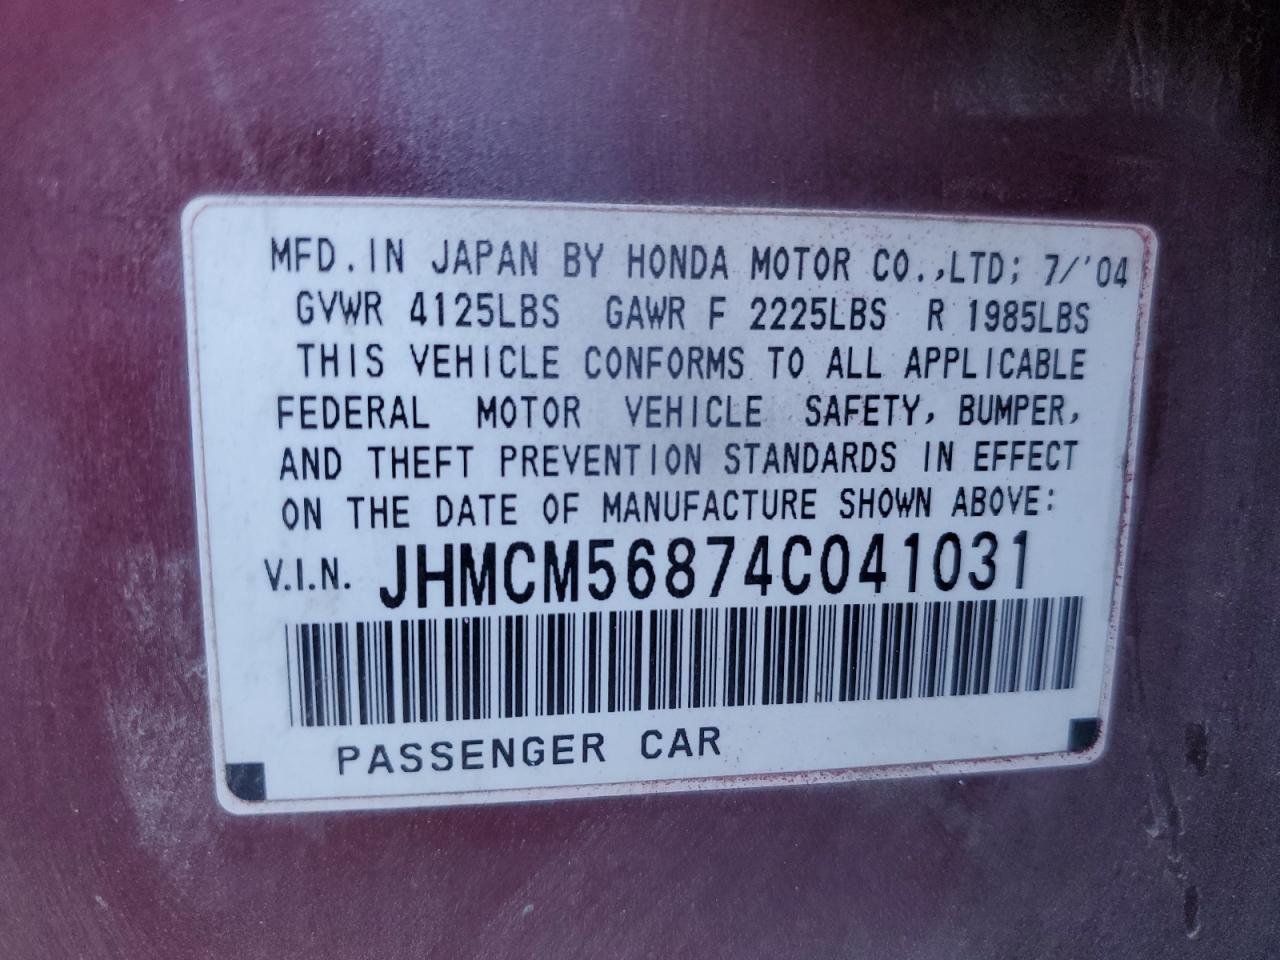 MFD.IN JAPAN BY HONDA MOTOR CO.,LTD; 7/'04
GVWR 4125LBS GAWR F 2225LBS R 1985LBS
THIS VEHICLE CONFORMS TO ALL APPLICABLE
FEDERAL MOTOR VEHICLE SAFETY, BUMPER,
AND THEFT PREVENTION STANDARDS IN EFFECT
ON THE DATE OF MANUFACTURE SHOWN ABOVE:
V.I.N. JHMCM56874C041031
PASSENGER CAR